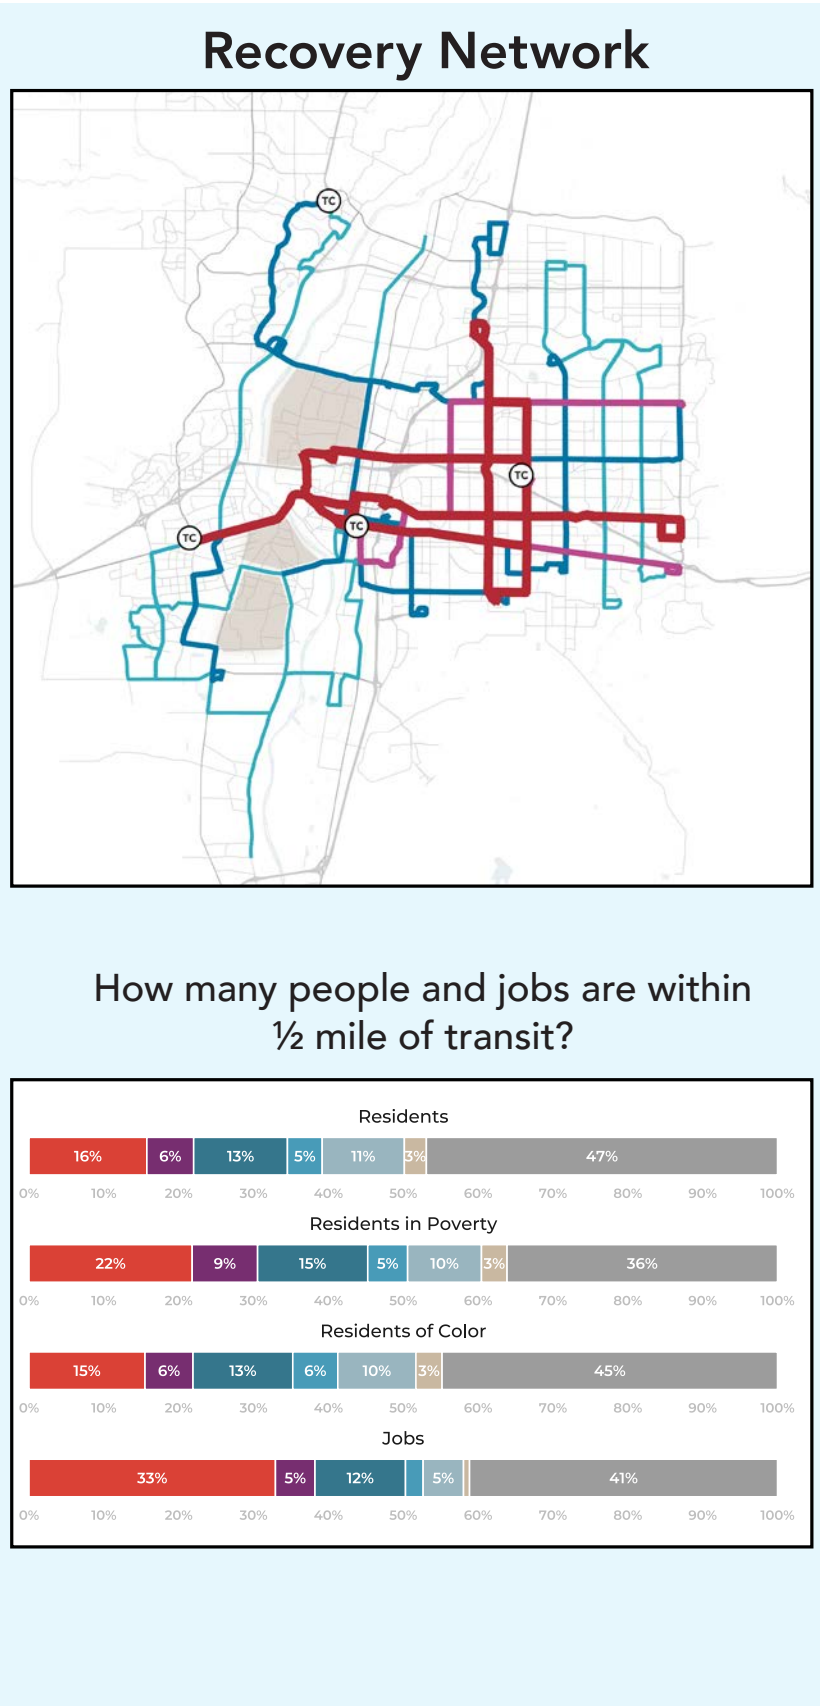 Recovery Network
TC
TC
TC
TC
How many people and jobs are within
½ mile of transit?
Residents
16% 6% 13% 5% 11% 3% 47%
0% 10% 20% 30% 40% 50% 60% 70% 80% 90% 100%
Residents in Poverty
22% 9% 15% 5% 10% 3% 36%
0% 10% 20% 30% 40% 50% 60% 70% 80% 90% 100%
Residents of Color
15% 6% 13% 6% 10% 3% 45%
0% 10% 20% 30% 40% 50% 60% 70% 80% 90% 100%
Jobs
33% 5% 12% 5% 41%
0% 10% 20% 30% 40% 50% 60% 70% 80% 90% 100%